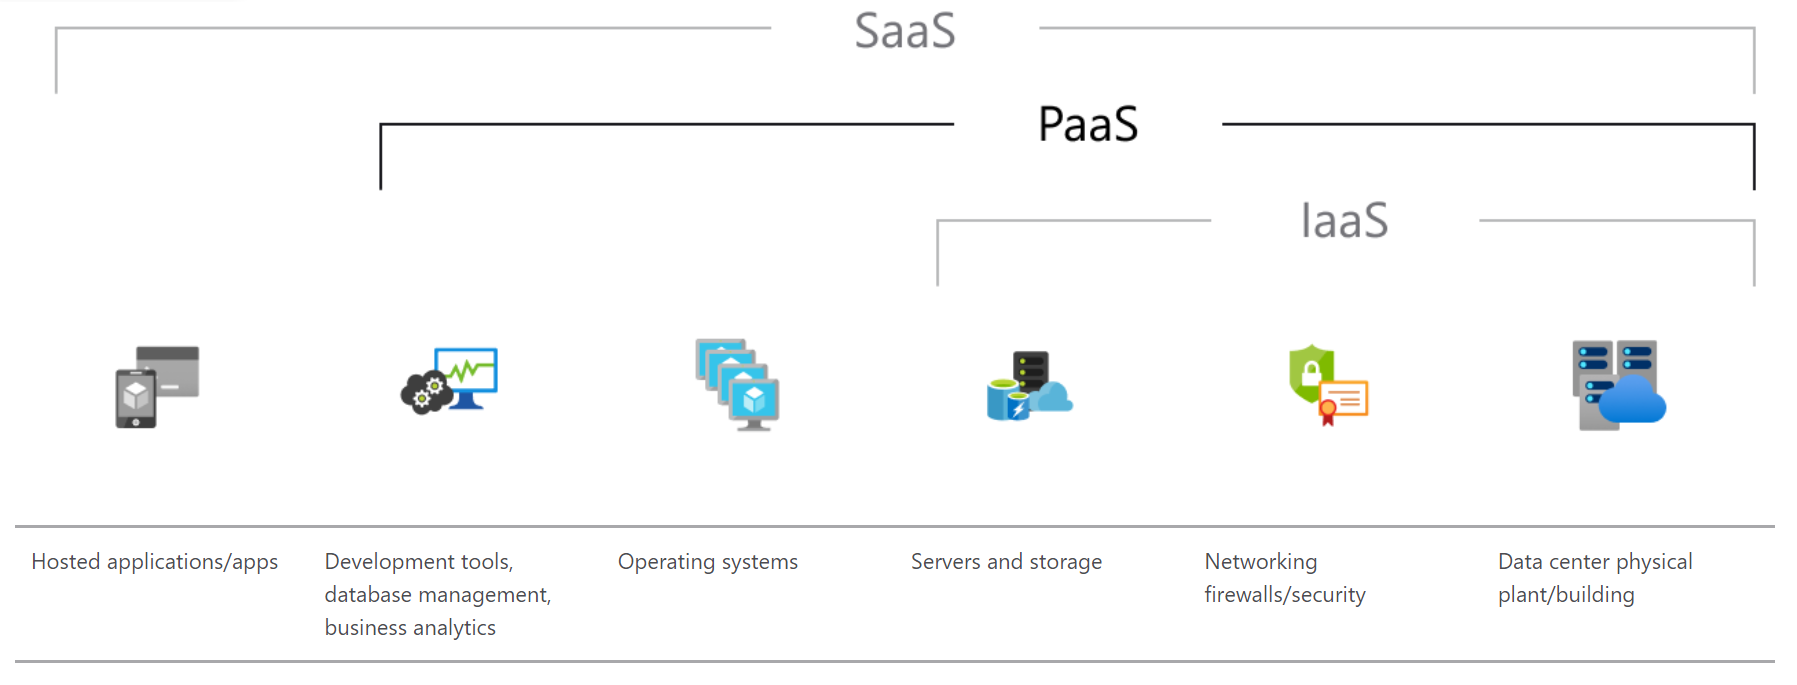 SaaS
PaaS
IaaS
Hosted applications/apps
Development tools,
database management,
business analytics
Operating systems
Servers and storage
Networking
firewalls/security
Data center physical
plant/building